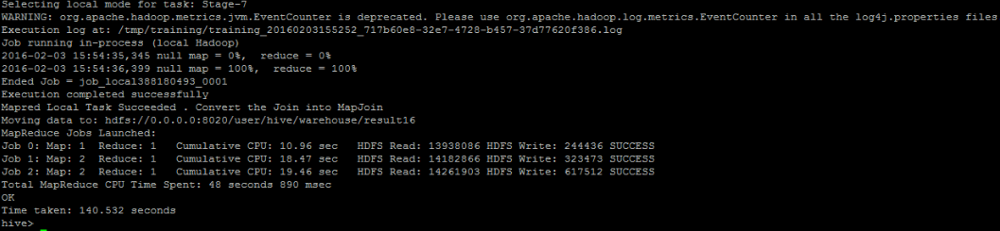 Selecting local mode for task: Stage-7
WARNING: org.apache.hadoop.metrics.jvm.EventCounter is deprecated. Please use org.apache.hadoop.log.metrics.EventCounter in all the log4j.properties files
Execution log at: /tmp/training/training_20160203155252_717b60e8-32e7-4728-b457-37d77620f386.log
Job running in-process (local Hadoop)
2016-02-03 15:54:35,345 null map = 0%,  reduce = 0%
2016-02-03 15:54:36,399 null map = 100%,  reduce = 100%
Ended Job = job_local388180493_0001
Execution completed successfully
Mapred Local Task Succeeded . Convert the Join into MapJoin
Moving data to: hdfs://0.0.0.0:8020/user/hive/warehouse/result16
MapReduce Jobs Launched:
Job 0: Map: 1  Reduce: 1   Cumulative CPU: 10.96 sec   HDFS Read: 13938086 HDFS Write: 244436 SUCCESS
Job 1: Map: 2  Reduce: 1   Cumulative CPU: 18.47 sec   HDFS Read: 14182866 HDFS Write: 323473 SUCCESS
Job 2: Map: 2  Reduce: 1   Cumulative CPU: 19.46 sec   HDFS Read: 14261903 HDFS Write: 617512 SUCCESS
Total MapReduce CPU Time Spent: 48 seconds 890 msec
OK
Time taken: 140.532 seconds
hive>